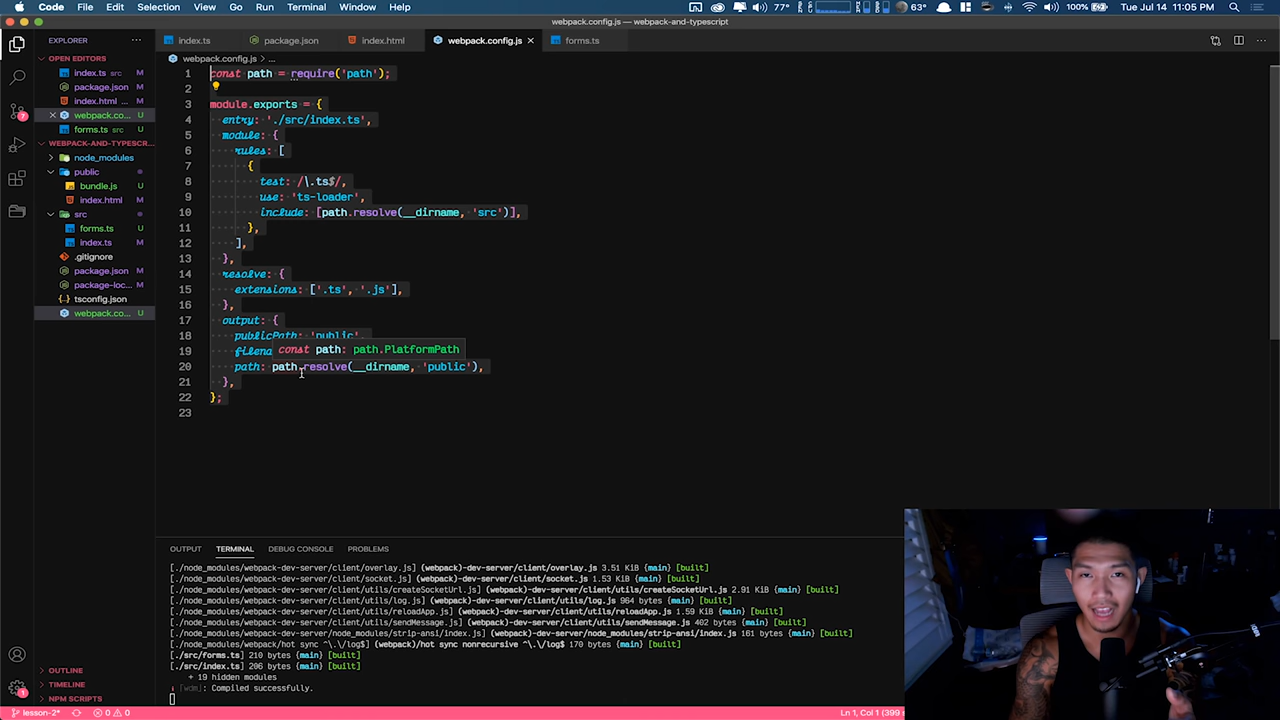 Code File Edit Selection View Go Run Terminal Window Help 77° 63° 100% Tue Jul 14 11:05 PM
webpack.config.js — webpack-and-typescript
EXPLORER ···
index.ts package.json index.html webpack.config.js × forms.ts
webpack.config.js > ...
OPEN EDITORS
index.ts src M
package.json M
index.html ... M
× webpack.co... U
forms.ts src U
WEBPACK-AND-TYPESCR...
node_modules
public
bundle.js U
index.html M
src
forms.ts U
index.ts M
.gitignore
package.json M
package-loc... M
tsconfig.json
webpack.co... U
OUTLINE
TIMELINE
NPM SCRIPTS
7
1
1 const path = require('path');
2
3 module.exports = {
4 entry: './src/index.ts',
5 module: {
6 rules: [
7 {
8 test: /\.ts$/,
9 use: 'ts-loader',
10 include: [path.resolve(__dirname, 'src')],
11 },
12 ],
13 },
14 resolve: {
15 extensions: ['.ts', '.js'],
16 },
17 output: {
18 publicPath: 'public',
const path: path.PlatformPath
19
20 path: path.resolve(__dirname, 'public'),
21 },
22 };
23
OUTPUT TERMINAL DEBUG CONSOLE PROBLEMS
[./node_modules/webpack-dev-server/client/overlay.js] (webpack)-dev-server/client/overlay.js 3.51 KiB {main} [built]
[./node_modules/webpack-dev-server/client/socket.js] (webpack)-dev-server/client/socket.js 1.53 KiB {main} [built]
[./node_modules/webpack-dev-server/client/utils/createSocketUrl.js] (webpack)-dev-server/client/utils/createSocketUrl.js 2.91 KiB {main} [built]
[./node_modules/webpack-dev-server/client/utils/log.js] (webpack)-dev-server/client/utils/log.js 964 bytes {main} [built]
[./node_modules/webpack-dev-server/client/utils/reloadApp.js] (webpack)-dev-server/client/utils/reloadApp.js 1.59 KiB {main} [built]
[./node_modules/webpack-dev-server/client/utils/sendMessage.js] (webpack)-dev-server/client/utils/sendMessage.js 402 bytes {main} [built]
[./node_modules/webpack-dev-server/node_modules/strip-ansi/index.js] (webpack)-dev-server/node_modules/strip-ansi/index.js 161 bytes {main} [built]
[./node_modules/webpack/hot sync ^\.\/log$] (webpack)/hot sync nonrecursive ^\.\/log$ 170 bytes {main} [built]
[./src/forms.ts] 210 bytes {main} [built]
[./src/index.ts] 206 bytes {main} [built]
+ 19 hidden modules
ℹ ｢wdm｣: Compiled successfully.
lesson-2* 0 0 Ln 1, Col 1 (399